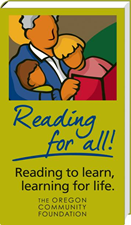 Reading
for all!
Reading to learn,
learning for life.
THE OREGON
COMMUNITY
FOUNDATION